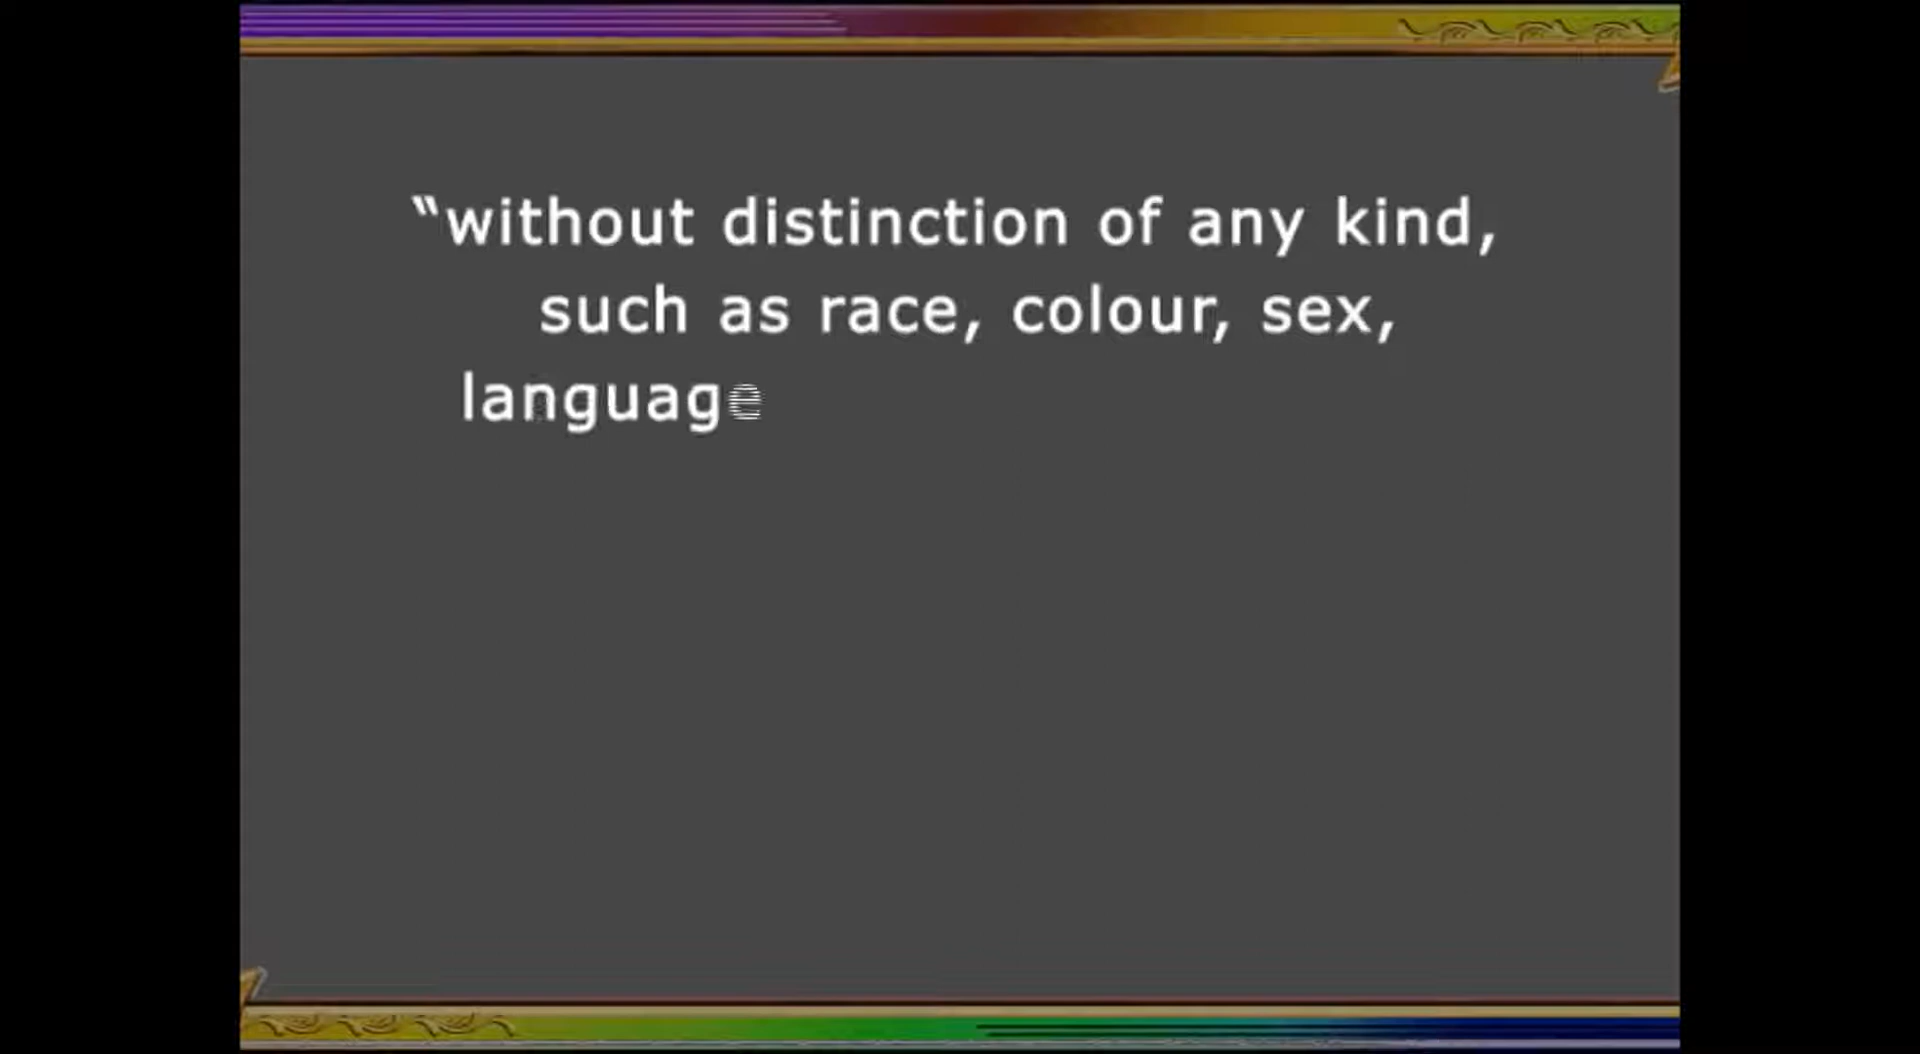 “without distinction of any kind,
such as race, colour, sex,
language